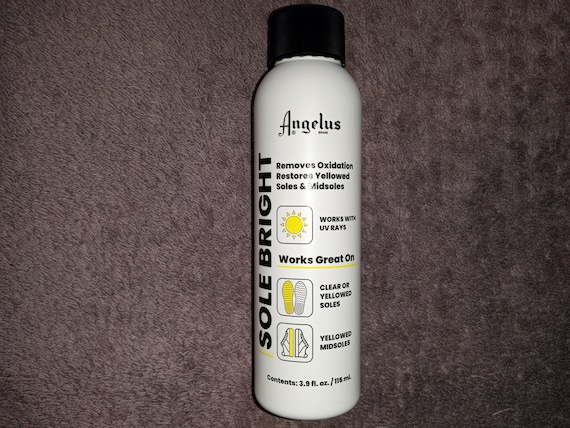 Angelus
BRAND
SOLE BRIGHT
Removes Oxidation
Restores Yellowed
Soles & Midsoles
WORKS WITH
UV RAYS
Works Great On
CLEAR OR
YELLOWED
SOLES
YELLOWED
MIDSOLES
Contents: 3.9 fl. oz. / 115 mL